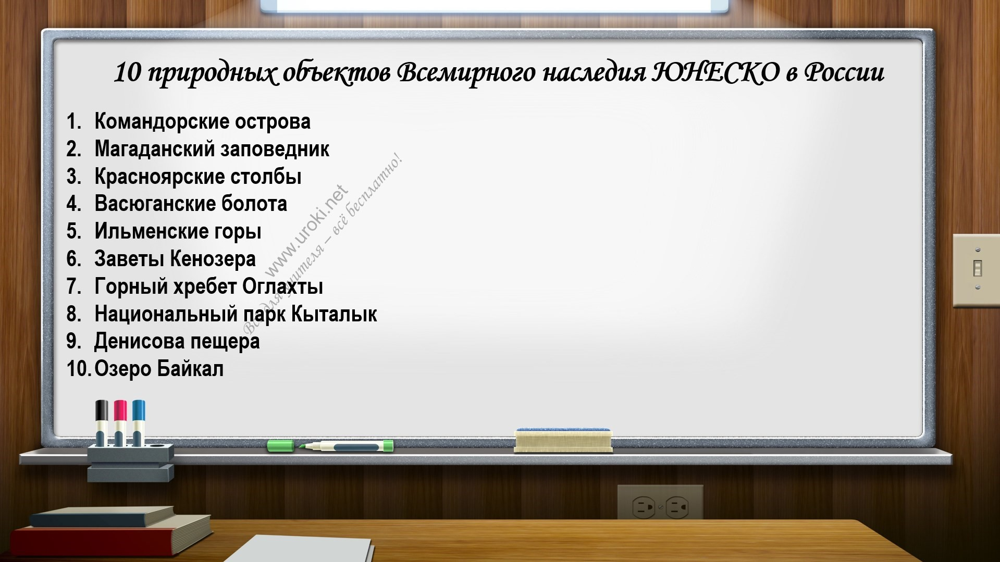 10 природных объектов Всемирного наследия ЮНЕСКО в России
1. Командорские острова
2. Магаданский заповедник
3. Красноярские столбы
4. Васюганские болота
5. Ильменские горы
6. Заветы Кенозера
7. Горный хребет Оглахты
8. Национальный парк Кыталык
9. Денисова пещера
10. Озеро Байкал
www.uroki.net
Всё для учителя – всё бесплатно!